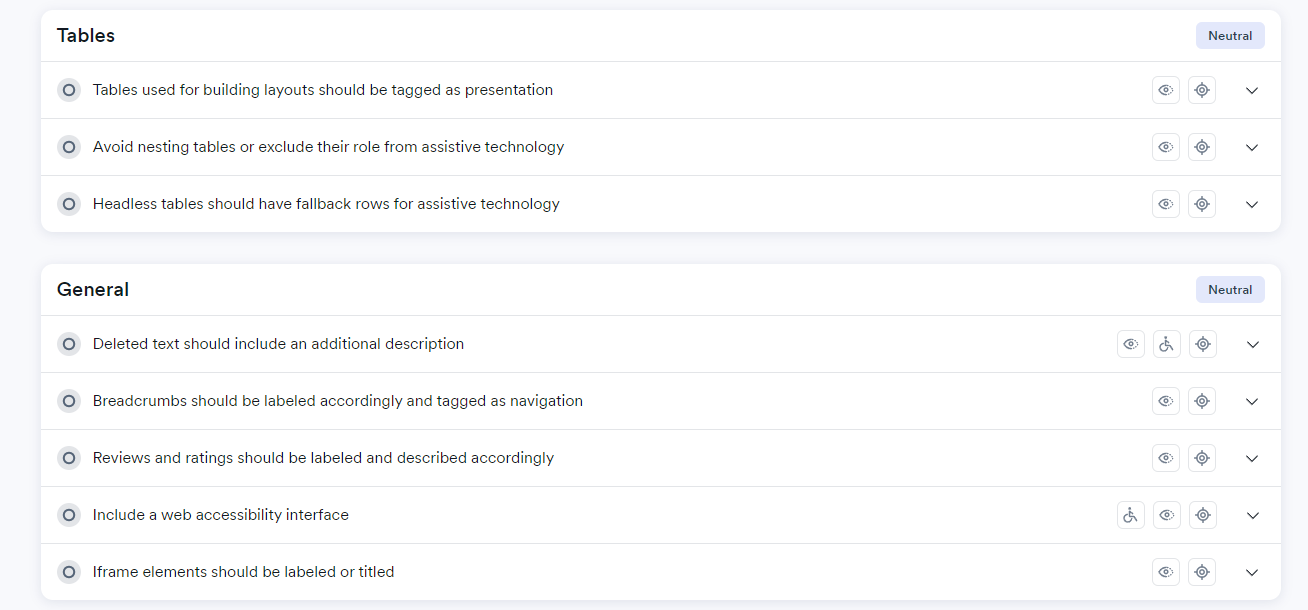 Tables
Neutral
Tables used for building layouts should be tagged as presentation
Avoid nesting tables or exclude their role from assistive technology
Headless tables should have fallback rows for assistive technology
General
Neutral
Deleted text should include an additional description
Breadcrumbs should be labeled accordingly and tagged as navigation
Reviews and ratings should be labeled and described accordingly
Include a web accessibility interface
Iframe elements should be labeled or titled